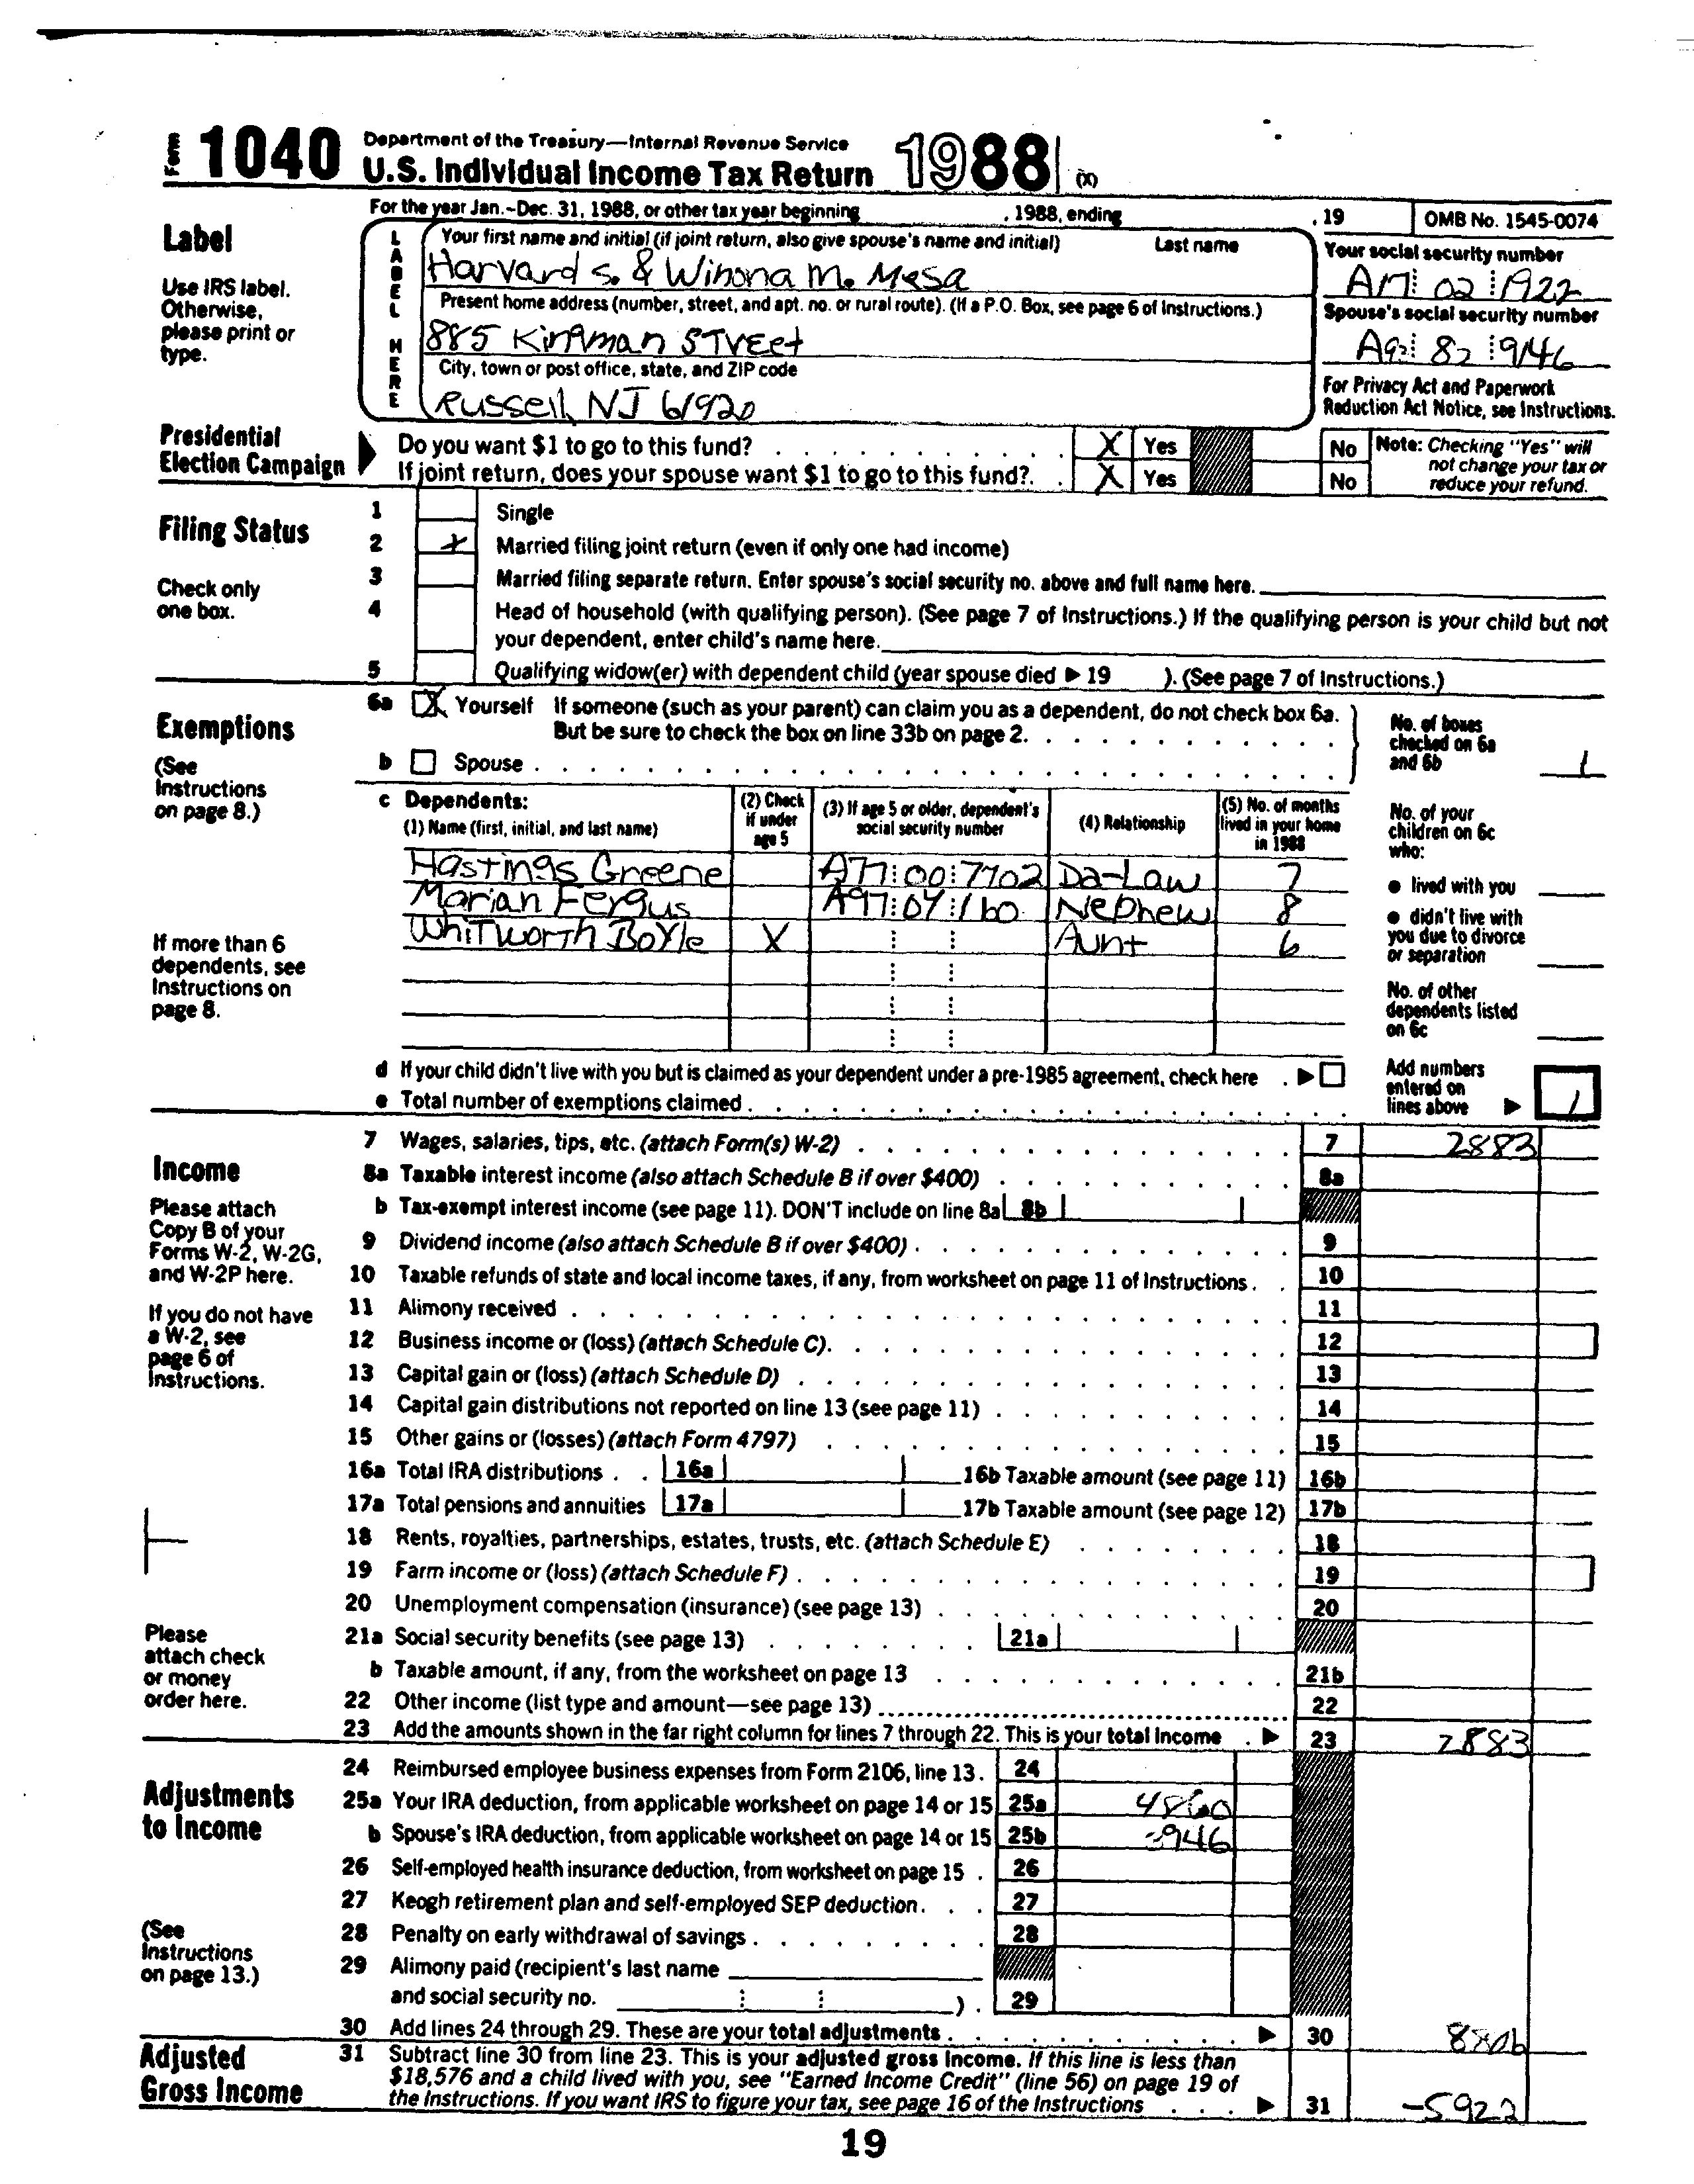 Form 1040 Department of the Treasury—Internal Revenue Service
U.S. Individual Income Tax Return 1988 (X)
For the year Jan.-Dec. 31, 1988, or other tax year beginning , 1988, ending , 19 OMB No. 1545-0074
Label
Use IRS label. Otherwise, please print or type.
LABEL HERE
Your first name and initial (if joint return, also give spouse's name and initial) Last name
Harvard S. & Winona M. Mesa
Your social security number
02 1922
Present home address (number, street, and apt. no. or rural route). (If a P.O. Box, see page 6 of Instructions.)
885 Kingman Street
Spouse's social security number
82 9146
City, town or post office, state, and ZIP code
Russell, NJ 61920
For Privacy Act and Paperwork Reduction Act Notice, see Instructions.
Presidential Election Campaign
Do you want $1 to go to this fund? X Yes No
If joint return, does your spouse want $1 to go to this fund? X Yes No
Note: Checking "Yes" will not change your tax or reduce your refund.
Filing Status
Check only one box.
1 Single
2 X Married filing joint return (even if only one had income)
3 Married filing separate return. Enter spouse's social security no. above and full name here.
4 Head of household (with qualifying person). (See page 7 of Instructions.) If the qualifying person is your child but not
your dependent, enter child's name here.
5 Qualifying widow(er) with dependent child (year spouse died ▶ 19 ). (See page 7 of Instructions.)
Exemptions
(See Instructions on page 8.)
6a X Yourself If someone (such as your parent) can claim you as a dependent, do not check box 6a.
But be sure to check the box on line 33b on page 2.
b Spouse
No. of boxes checked on 6a and 6b 1
c Dependents:
(1) Name (first, initial, and last name) (2) Check if under age 5 (3) If age 5 or older, dependent's social security number (4) Relationship (5) No. of months lived in your home in 1988
Hastings Greene A77 00 7702 Da-Law 7
Marian Fergus A97 04 160 Nephew 8
Whitworth Boyle X Aunt 6
If more than 6 dependents, see Instructions on page 8.
No. of your children on 6c who:
● lived with you
● didn't live with you due to divorce or separation
No. of other dependents listed on 6c
d If your child didn't live with you but is claimed as your dependent under a pre-1985 agreement, check here ▶
e Total number of exemptions claimed
Add numbers entered on lines above ▶ 1
Income
Please attach Copy B of your Forms W-2, W-2G, and W-2P here.
If you do not have a W-2, see page 6 of Instructions.
7 Wages, salaries, tips, etc. (attach Form(s) W-2) 7 2883
8a Taxable interest income (also attach Schedule B if over $400) 8a
b Tax-exempt interest income (see page 11). DON'T include on line 8a 8b
9 Dividend income (also attach Schedule B if over $400) 9
10 Taxable refunds of state and local income taxes, if any, from worksheet on page 11 of Instructions 10
11 Alimony received 11
12 Business income or (loss) (attach Schedule C) 12
13 Capital gain or (loss) (attach Schedule D) 13
14 Capital gain distributions not reported on line 13 (see page 11) 14
15 Other gains or (losses) (attach Form 4797) 15
16a Total IRA distributions 16a 16b Taxable amount (see page 11) 16b
17a Total pensions and annuities 17a 17b Taxable amount (see page 12) 17b
18 Rents, royalties, partnerships, estates, trusts, etc. (attach Schedule E) 18
19 Farm income or (loss) (attach Schedule F) 19
20 Unemployment compensation (insurance) (see page 13) 20
Please attach check or money order here.
21a Social security benefits (see page 13) 21a
b Taxable amount, if any, from the worksheet on page 13 21b
22 Other income (list type and amount—see page 13) 22
23 Add the amounts shown in the far right column for lines 7 through 22. This is your total income ▶ 23 2883
Adjustments to Income
(See Instructions on page 13.)
24 Reimbursed employee business expenses from Form 2106, line 13. 24
25a Your IRA deduction, from applicable worksheet on page 14 or 15 25a 4860
b Spouse's IRA deduction, from applicable worksheet on page 14 or 15 25b 3946
26 Self-employed health insurance deduction, from worksheet on page 15 26
27 Keogh retirement plan and self-employed SEP deduction 27
28 Penalty on early withdrawal of savings 28
29 Alimony paid (recipient's last name
and social security no. ) 29
30 Add lines 24 through 29. These are your total adjustments ▶ 30 8806
Adjusted Gross Income
31 Subtract line 30 from line 23. This is your adjusted gross income. If this line is less than
$18,576 and a child lived with you, see "Earned Income Credit" (line 56) on page 19 of
the Instructions. If you want IRS to figure your tax, see page 16 of the Instructions ▶ 31 -5922
19